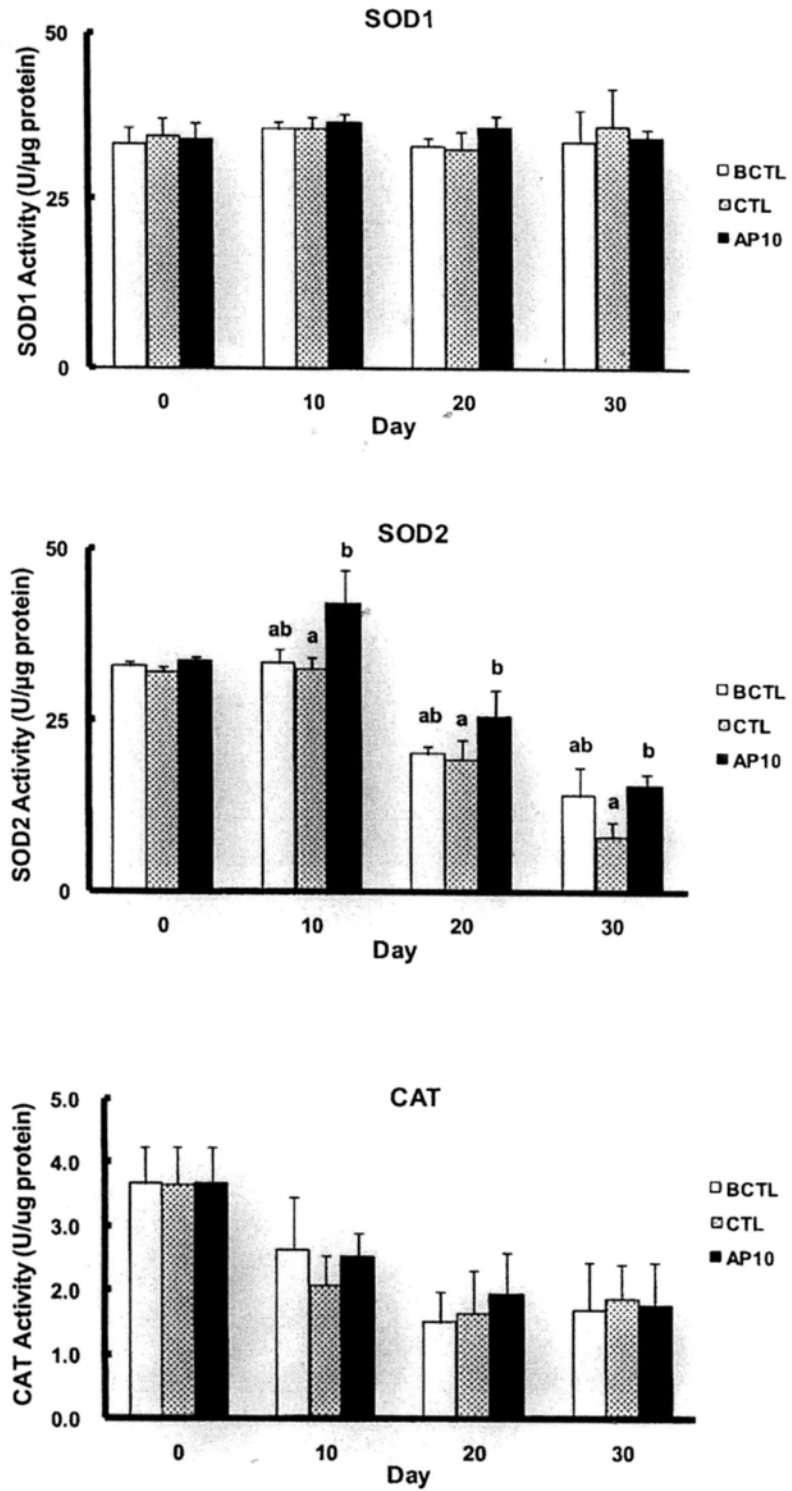 SOD1
SOD1 Activity (U/µg protein)
50
25
0
0 10 20 30
Day
BCTL
CTL
AP10
SOD2
SOD2 Activity (U/µg protein)
50
25
0
ab a b
ab a b
ab a b
0 10 20 30
Day
BCTL
CTL
AP10
CAT
CAT Activity (U/ug protein)
5.0
4.0
3.0
2.0
1.0
0.0
0 10 20 30
Day
BCTL
CTL
AP10